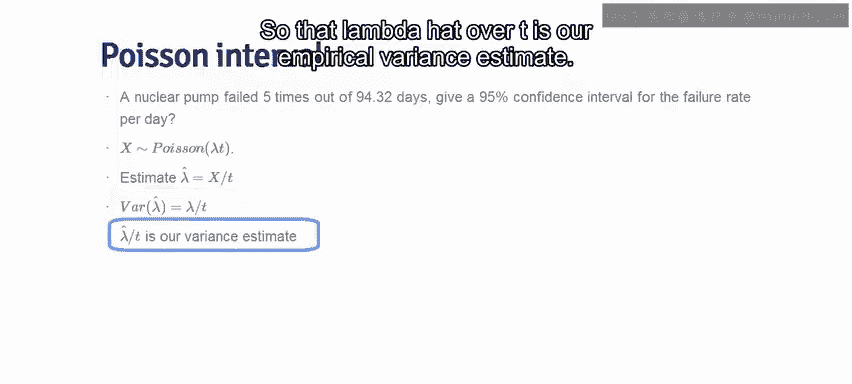 So that lambda hat over t is our
empirical variance estimate.
Poisson interval
· A nuclear pump failed 5 times out of 94.32 days, give a 95% confidence interval for the failure rate
per day?
· X ∼ Poisson(λt).
· Estimate λ̂ = X/t
· Var(λ̂) = λ/t
λ̂/t is our variance estimate